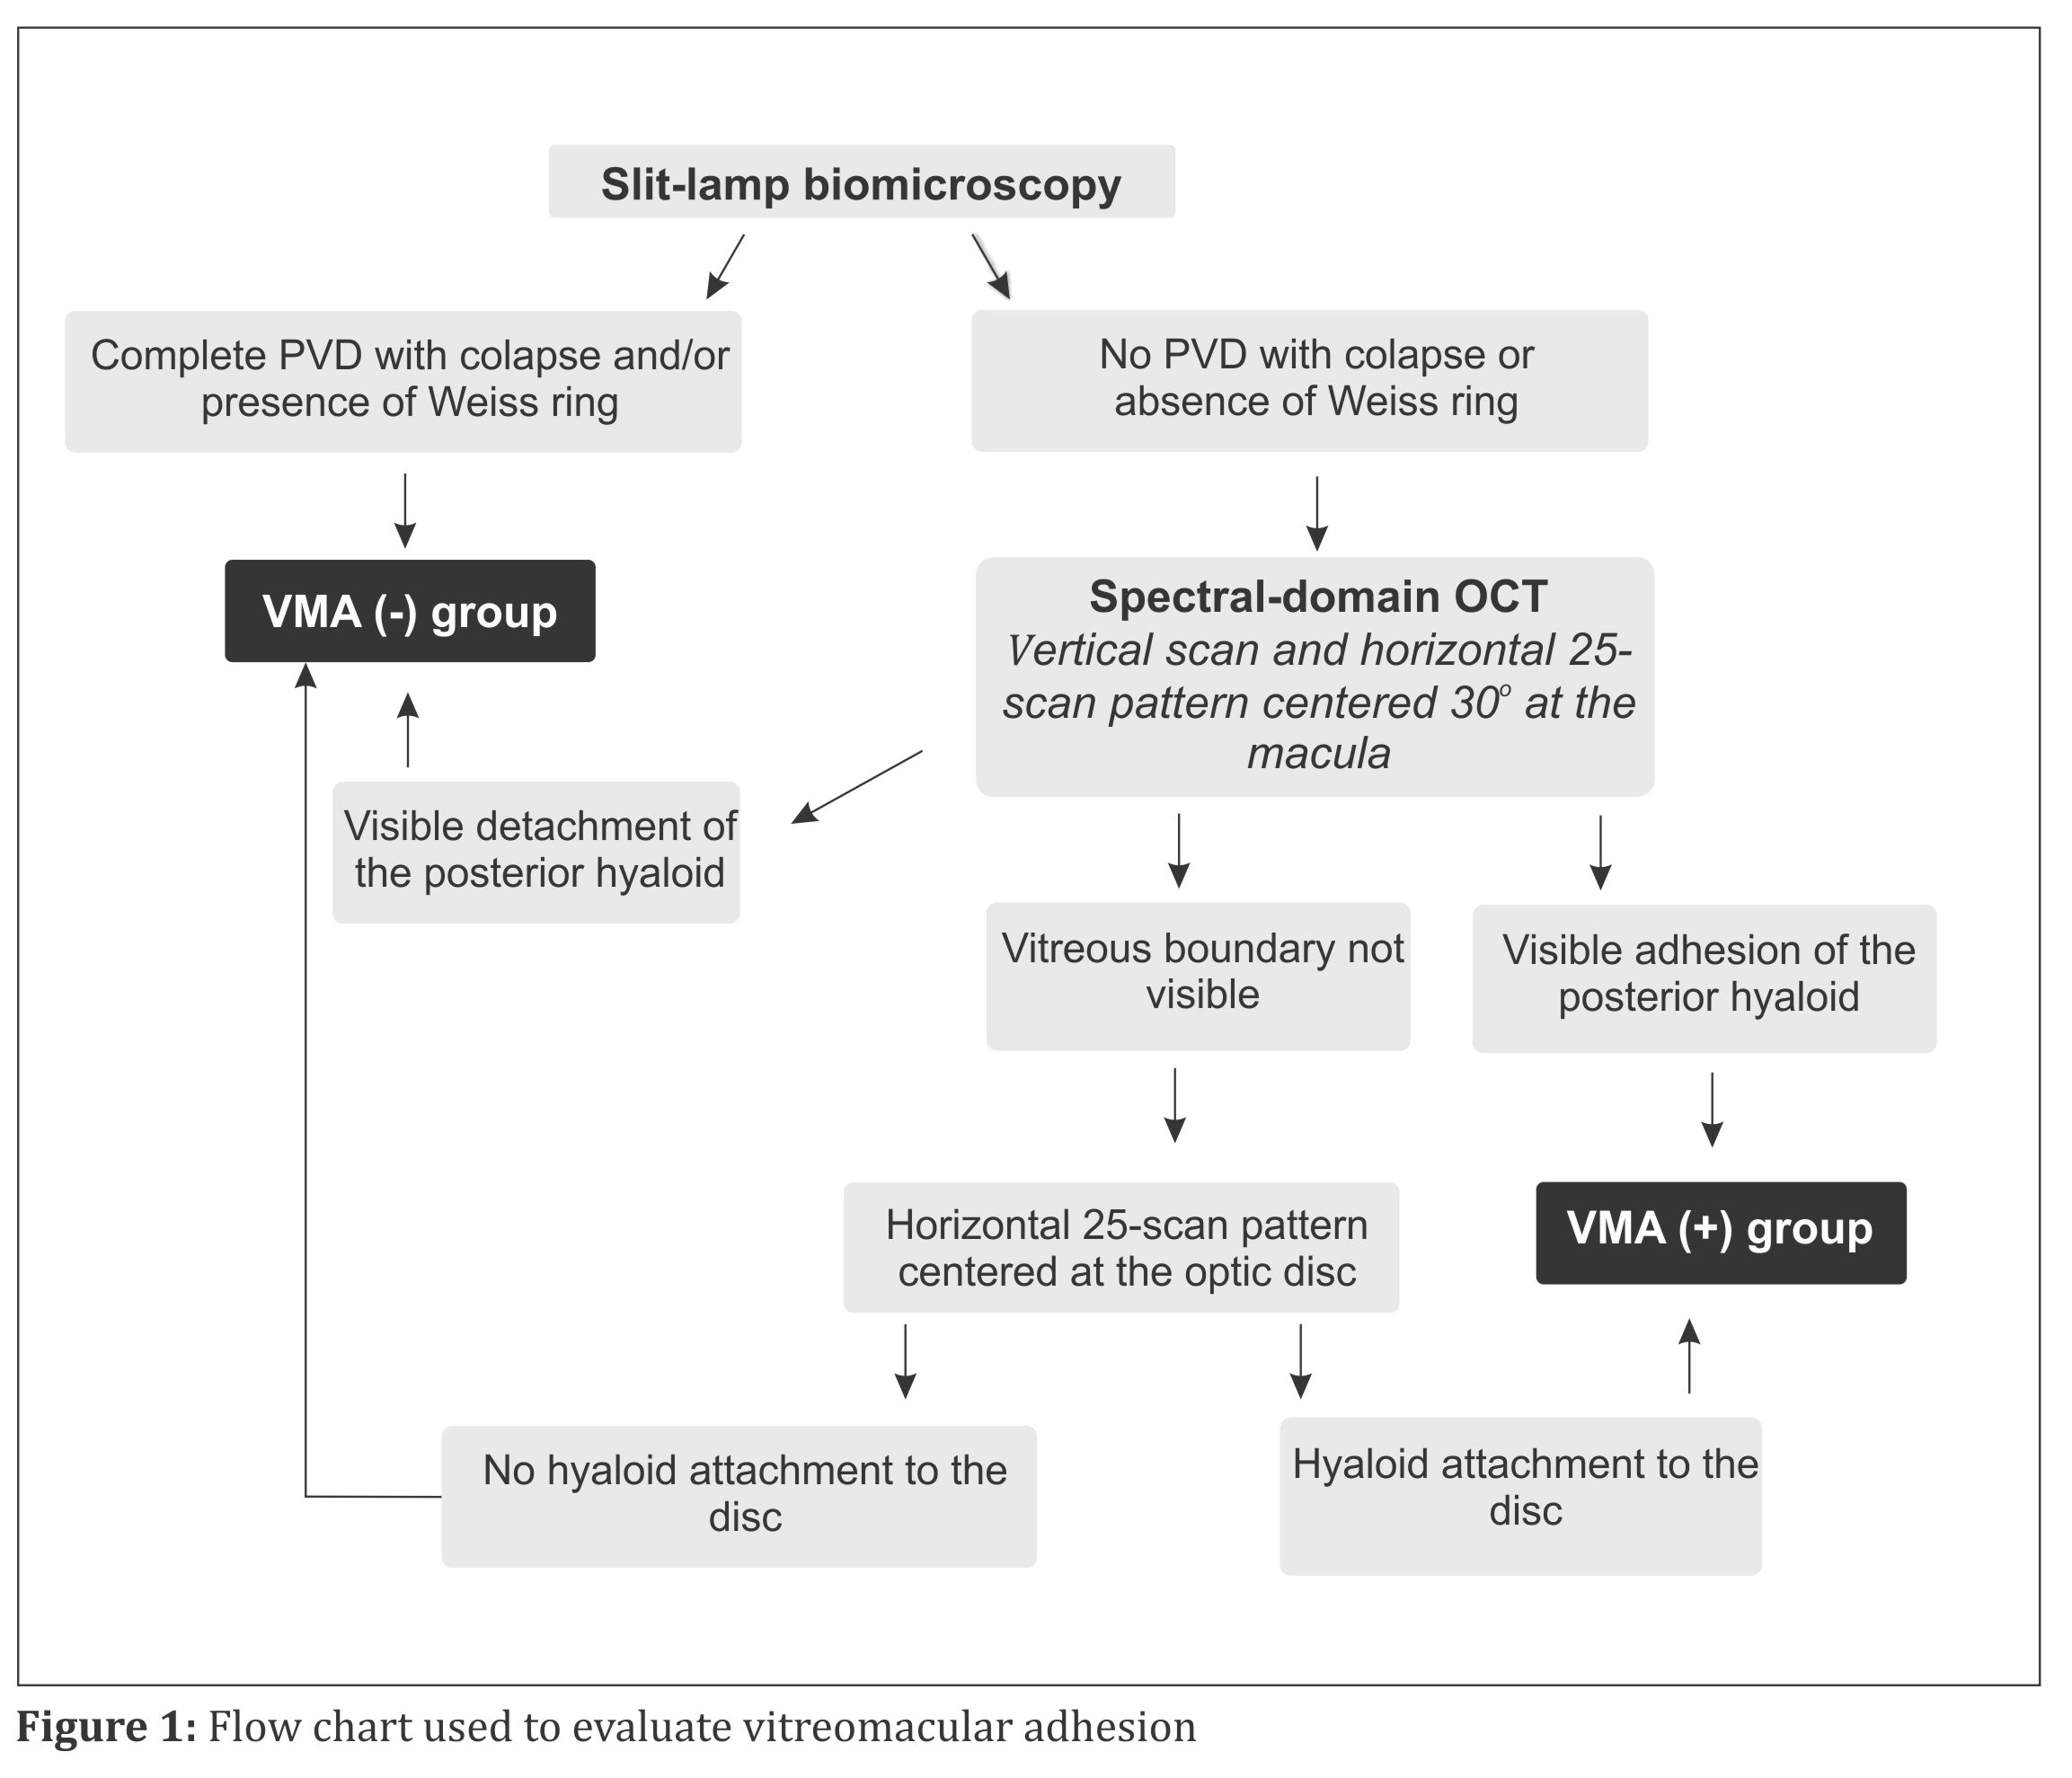 Slit-lamp biomicroscopy
Complete PVD with colapse and/or
presence of Weiss ring
No PVD with colapse or
absence of Weiss ring
VMA (-) group
Spectral-domain OCT
Vertical scan and horizontal 25-
scan pattern centered 30º at the
macula
Visible detachment of
the posterior hyaloid
Vitreous boundary not
visible
Visible adhesion of the
posterior hyaloid
Horizontal 25-scan pattern
centered at the optic disc
VMA (+) group
No hyaloid attachment to the
disc
Hyaloid attachment to the
disc
Figure 1: Flow chart used to evaluate vitreomacular adhesion